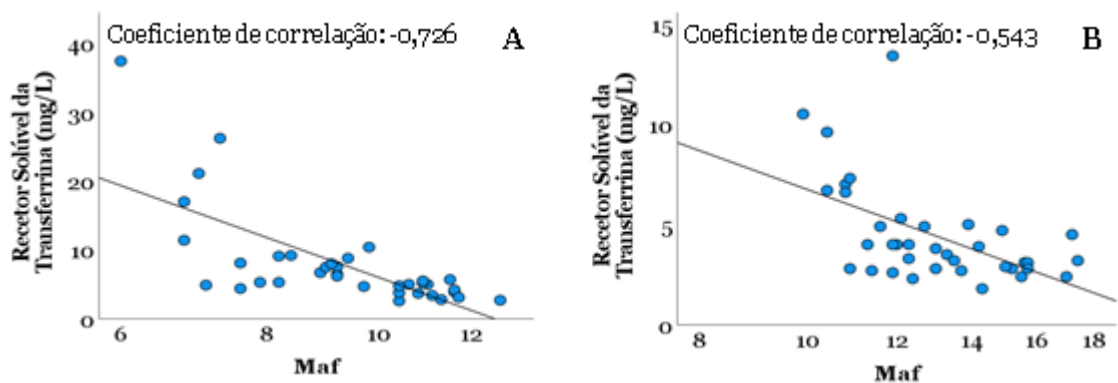 Coeficiente de correlação: -0,726
A
Recetor Solúvel da
Transferrina (mg/L)
40
30
20
10
0
6
8
10
12
Maf
Coeficiente de correlação: -0,543
B
Recetor Solúvel da
Transferrina (mg/L)
15
10
5
0
8
10
12
14
16
18
Maf